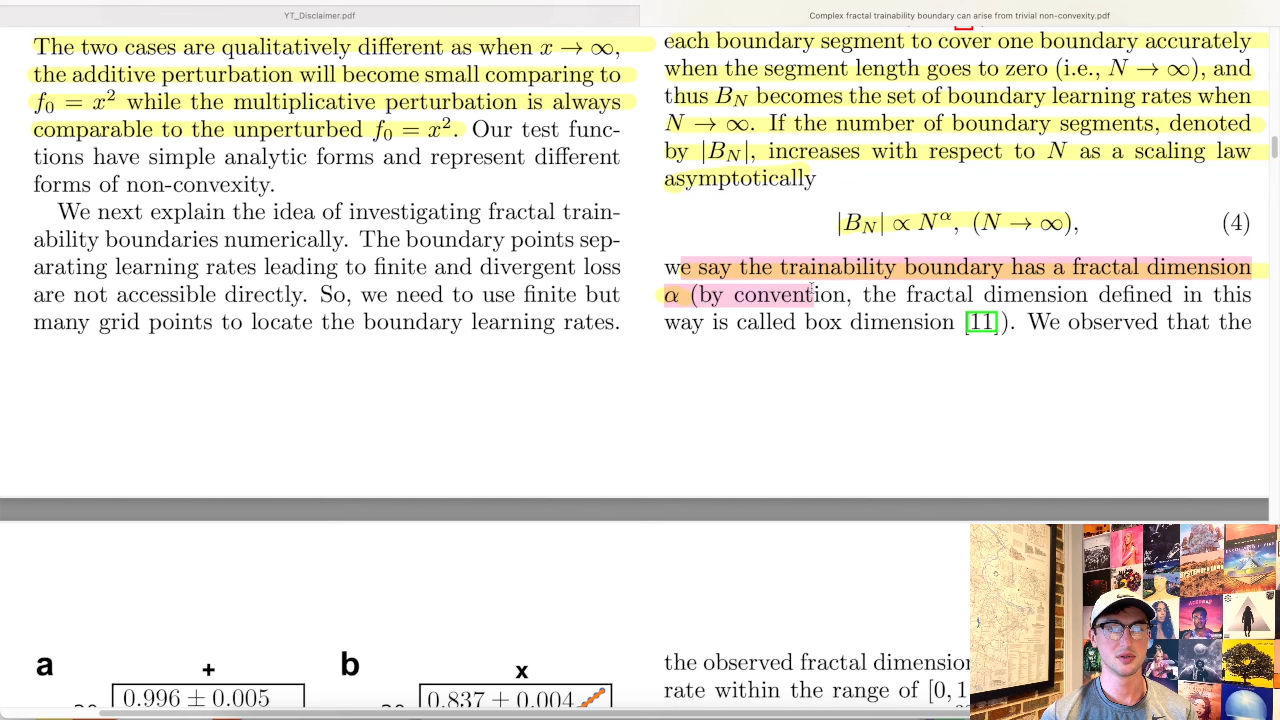 YT_Disclaimer.pdf
Complex fractal trainability boundary can arise from trivial non-convexity.pdf
The two cases are qualitatively different as when x → ∞,
the additive perturbation will become small comparing to
f₀ = x² while the multiplicative perturbation is always
comparable to the unperturbed f₀ = x². Our test func-
tions have simple analytic forms and represent different
forms of non-convexity.
We next explain the idea of investigating fractal train-
ability boundaries numerically. The boundary points sep-
arating learning rates leading to finite and divergent loss
are not accessible directly. So, we need to use finite but
many grid points to locate the boundary learning rates.
each boundary segment to cover one boundary accurately
when the segment length goes to zero (i.e., N → ∞), and
thus B_N becomes the set of boundary learning rates when
N → ∞. If the number of boundary segments, denoted
by |B_N|, increases with respect to N as a scaling law
asymptotically
|B_N| ∝ N^α, (N → ∞), (4)
we say the trainability boundary has a fractal dimension
α (by convention, the fractal dimension defined in this
way is called box dimension [11]). We observed that the
a + b x
0.996 ± 0.005
0.837 ± 0.004
the observed fractal dimension
rate within the range of [0, 1